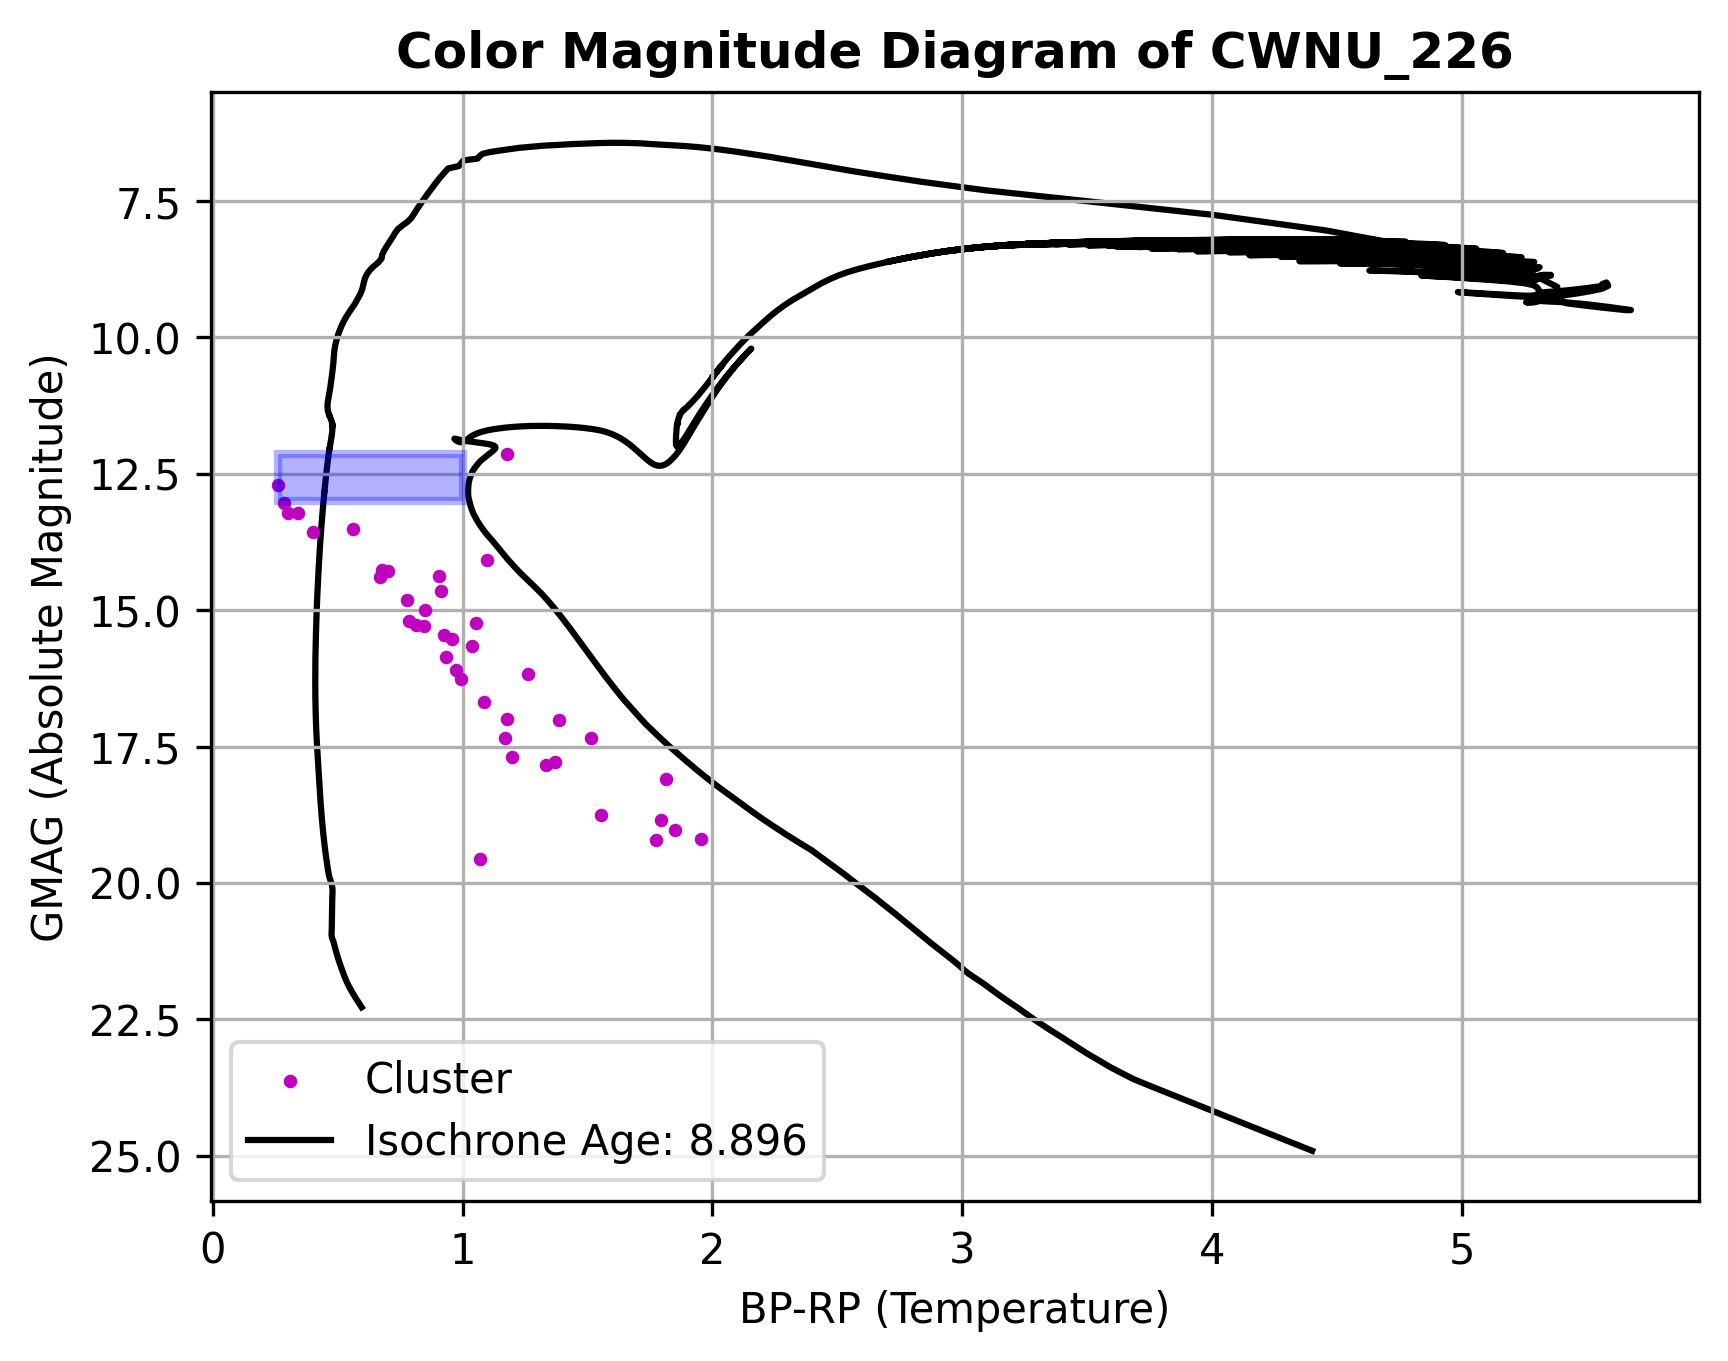 Color Magnitude Diagram of CWNU_226
GMAG (Absolute Magnitude)
7.5
10.0
12.5
15.0
17.5
20.0
22.5
25.0
Cluster
Isochrone Age: 8.896
0 1 2 3 4 5
BP-RP (Temperature)